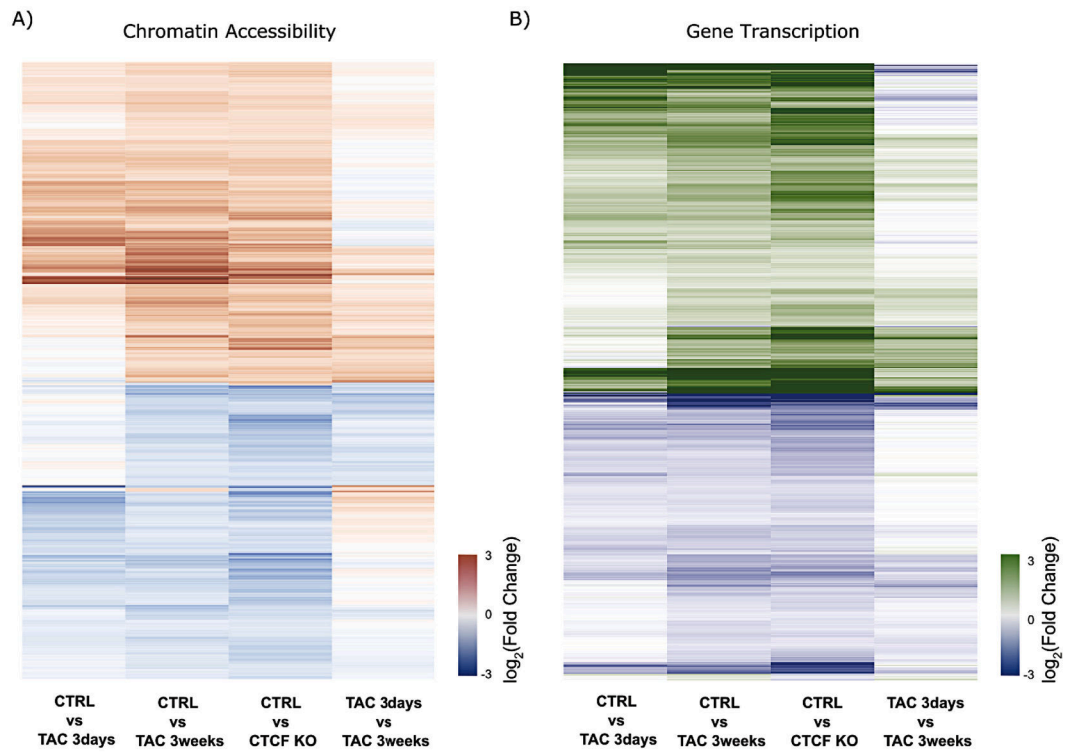 A)
Chromatin Accessibility
3
0
-3
log2(Fold Change)
CTRL
vs
TAC 3days
CTRL
vs
TAC 3weeks
CTRL
vs
CTCF KO
TAC 3days
vs
TAC 3weeks
B)
Gene Transcription
3
0
-3
log2(Fold Change)
CTRL
vs
TAC 3days
CTRL
vs
TAC 3weeks
CTRL
vs
CTCF KO
TAC 3days
vs
TAC 3weeks